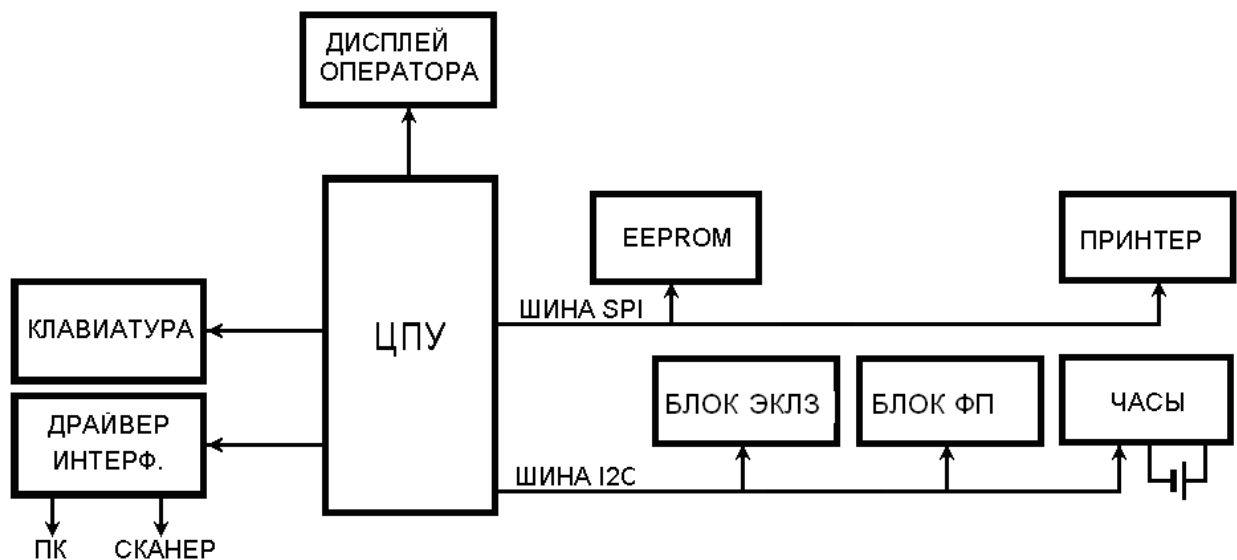 ДИСПЛЕЙ
ОПЕРАТОРА
EEPROM
ПРИНТЕР
ШИНА SPI
КЛАВИАТУРА
ЦПУ
БЛОК ЭКЛЗ
БЛОК ФП
ЧАСЫ
ДРАЙВЕР
ИНТЕРФ.
ШИНА I2C
ПК
СКАНЕР